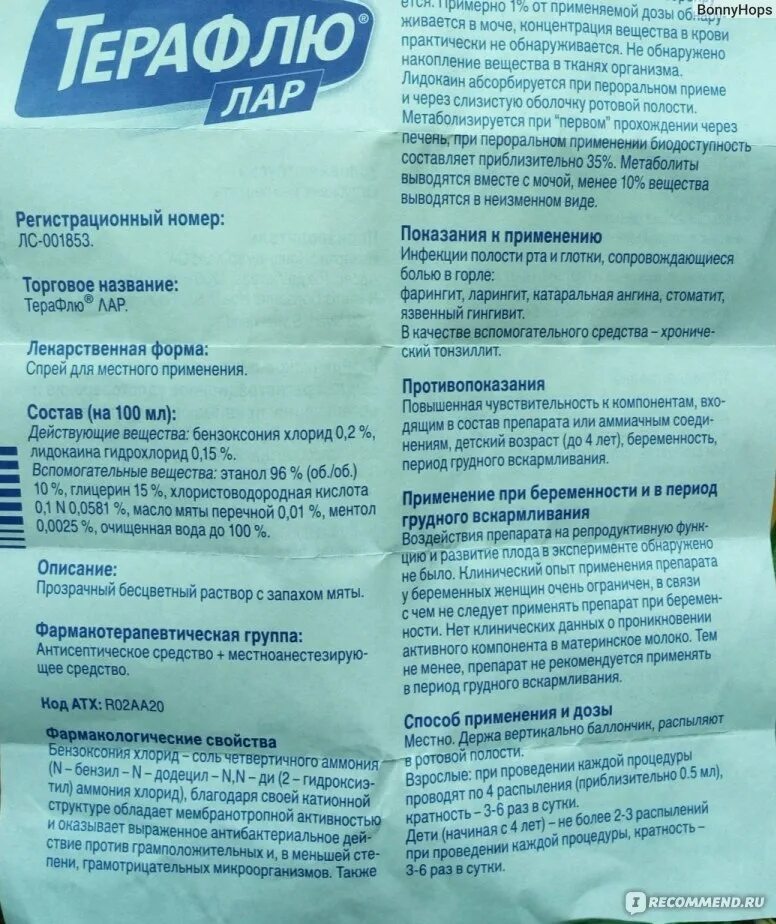 BonnyHops
ТЕРАФЛЮ®
ЛАР
Регистрационный номер:
ЛС-001853.
Торговое название:
ТераФлю® ЛАР.
Лекарственная форма:
Спрей для местного применения.
Состав (на 100 мл):
Действующие вещества: бензоксония хлорид 0,2 %,
лидокаина гидрохлорид 0,15 %.
Вспомогательные вещества: этанол 96 % (об./об.)
10 %, глицерин 15 %, хлористоводородная кислота
0,1 N 0,0581 %, масло мяты перечной 0,01 %, ментол
0,0025 %, очищенная вода до 100 %.
Описание:
Прозрачный бесцветный раствор с запахом мяты.
Фармакотерапевтическая группа:
Антисептическое средство + местноанестезирую-
щее средство.
Код АТХ: R02AA20
Фармакологические свойства
Бензоксония хлорид – соль четвертичного аммония
(N – бензил – N – додецил – N,N – ди (2 – гидроксиэ-
тил) аммония хлорид), благодаря своей катионной
структуре обладает мембранотропной активностью
и оказывает выраженное антибактериальное дей-
ствие против грамположительных и, в меньшей сте-
пени, грамотрицательных микроорганизмов. Также
ется. Примерно 1% от применяемой дозы обнару-
живается в моче, концентрация вещества в крови
практически не обнаруживается. Не обнаружено
накопление вещества в тканях организма.
Лидокаин абсорбируется при пероральном приеме
и через слизистую оболочку ротовой полости.
Метаболизируется при "первом" прохождении через
печень, при пероральном применении биодоступность
составляет приблизительно 35%. Метаболиты
выводятся вместе с мочой, менее 10% вещества
выводятся в неизменном виде.
Показания к применению
Инфекции полости рта и глотки, сопровождающиеся
болью в горле:
фарингит, ларингит, катаральная ангина, стоматит,
язвенный гингивит.
В качестве вспомогательного средства – хрониче-
ский тонзиллит.
Противопоказания
Повышенная чувствительность к компонентам, вхо-
дящим в состав препарата или аммиачным соеди-
нениям, детский возраст (до 4 лет), беременность,
период грудного вскармливания.
Применение при беременности и в период
грудного вскармливания
Воздействия препарата на репродуктивную функ-
цию и развитие плода в эксперименте обнаружено
не было. Клинический опыт применения препарата
у беременных женщин очень ограничен, в связи
с чем не следует применять препарат при беремен-
ности. Нет клинических данных о проникновении
активного компонента в материнское молоко. Тем
не менее, препарат не рекомендуется применять
в период грудного вскармливания.
Способ применения и дозы
Местно. Держа вертикально баллончик, распыляют
в ротовой полости.
Взрослые: при проведении каждой процедуры
проводят по 4 распыления (приблизительно 0.5 мл),
кратность – 3-6 раз в сутки.
Дети (начиная с 4 лет) – не более 2-3 распылений
при проведении каждой процедуры, кратность –
3-6 раз в сутки.
IRECOMMEND.RU